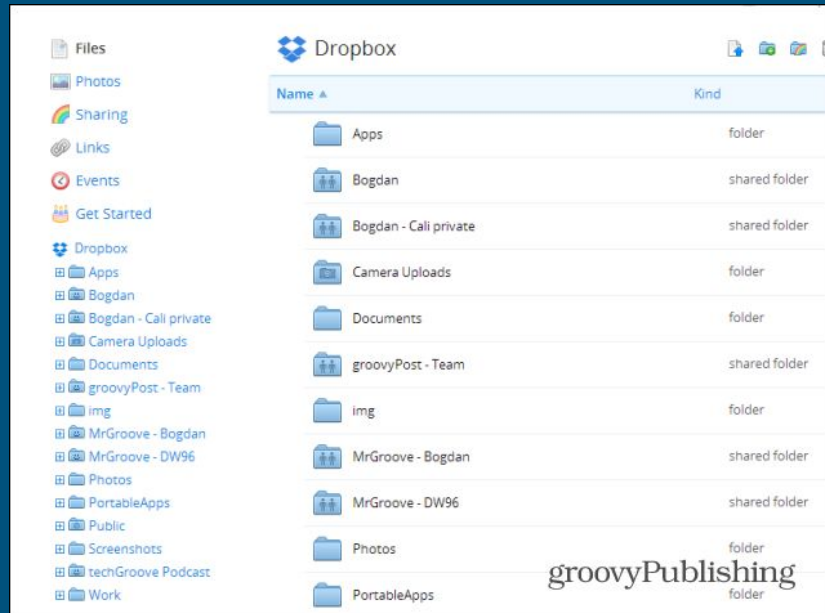 Files
Photos
Sharing
Links
Events
Get Started
Dropbox
Apps
Bogdan
Bogdan - Cali private
Camera Uploads
Documents
groovyPost - Team
img
MrGroove - Bogdan
MrGroove - DW96
Photos
PortableApps
Public
Screenshots
techGroove Podcast
Work
Dropbox
Name Kind
Apps folder
Bogdan shared folder
Bogdan - Cali private shared folder
Camera Uploads folder
Documents folder
groovyPost - Team shared folder
img folder
MrGroove - Bogdan shared folder
MrGroove - DW96 shared folder
Photos folder
PortableApps folder
groovyPublishing